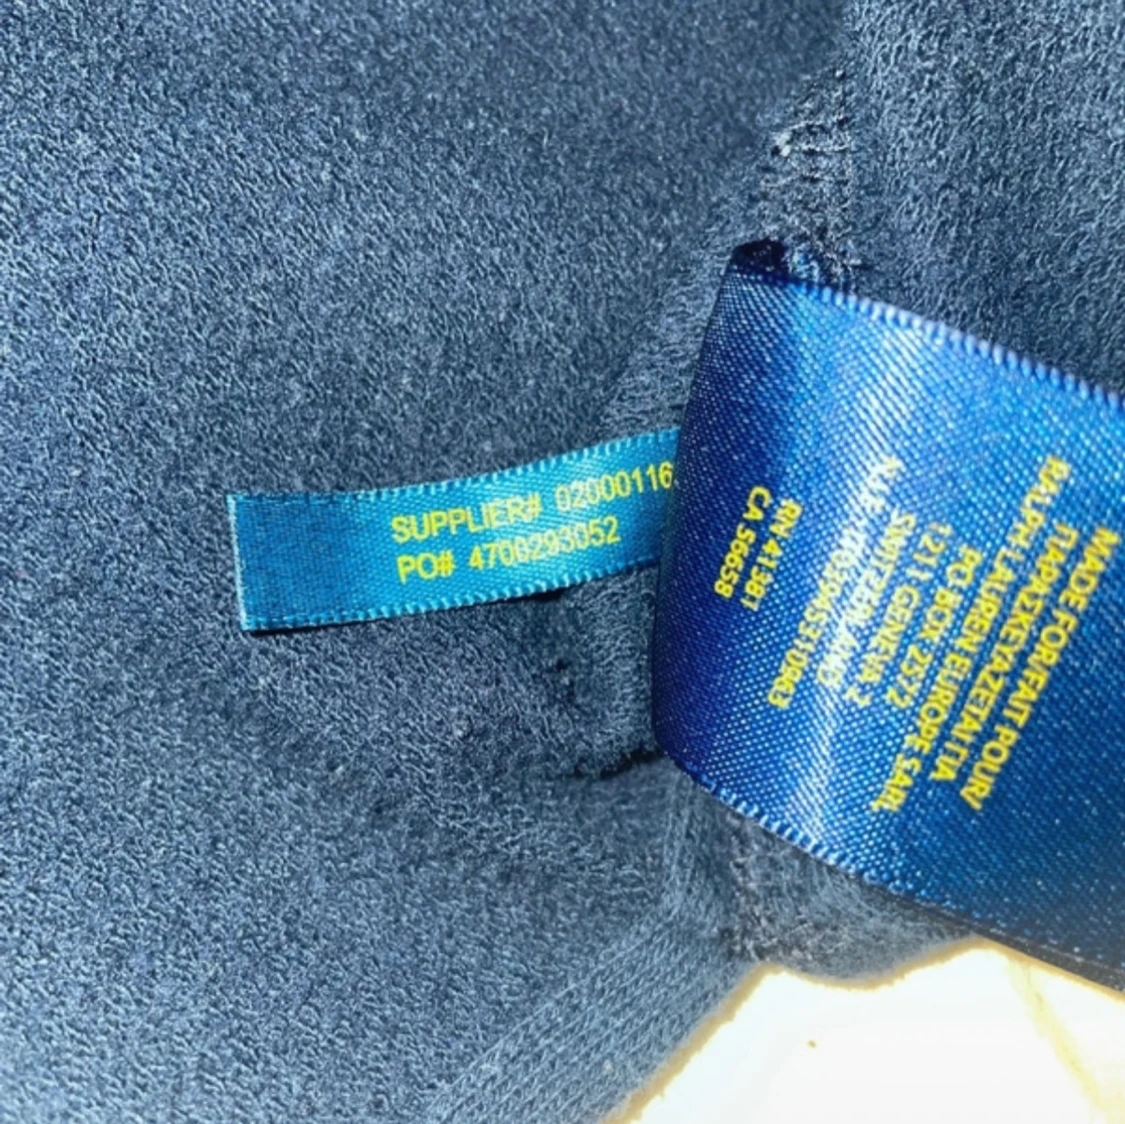 SUPPLIER# 02000116
PO# 4700293052
MADE FOR/FAIT POUR/
ΠΑΡΑΣΚΕΥΑΖΕΤΑΙ ΓΙΑ
RALPH LAUREN EUROPE SARL
PO BOX 2572
1211 GENEVA 2
SWITZERLAND
RN 41381
CA 56658